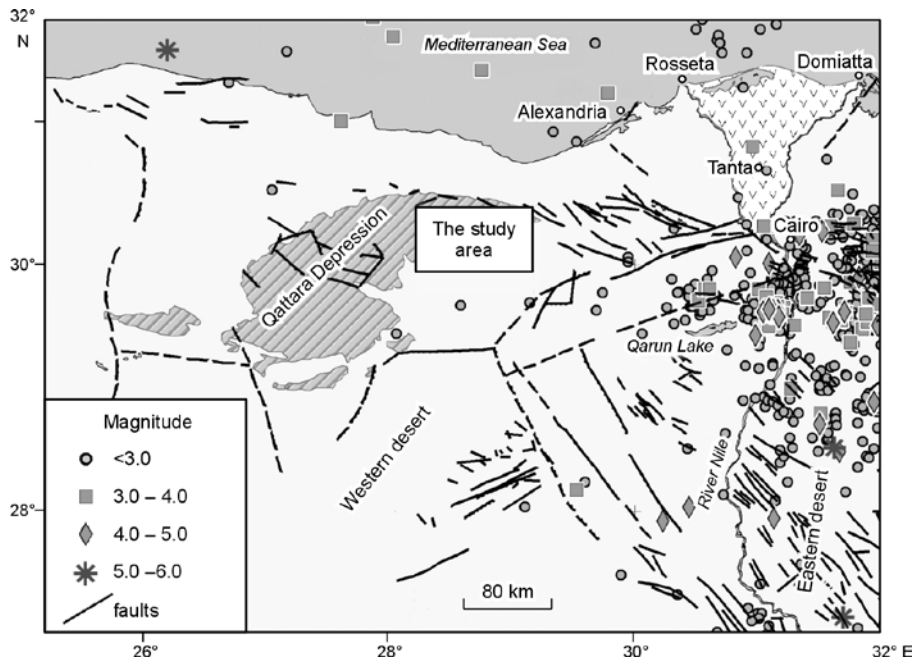 32°
N
Mediterranean Sea
Rosseta
Domiatta
Alexandria
Tanta
Cairo
The study
area
30°
Qattara Depression
Qarun Lake
Magnitude
<3.0
3.0 – 4.0
4.0 – 5.0
5.0 –6.0
faults
Western desert
River Nile
Eastern desert
28°
80 km
26°
28°
30°
32° E